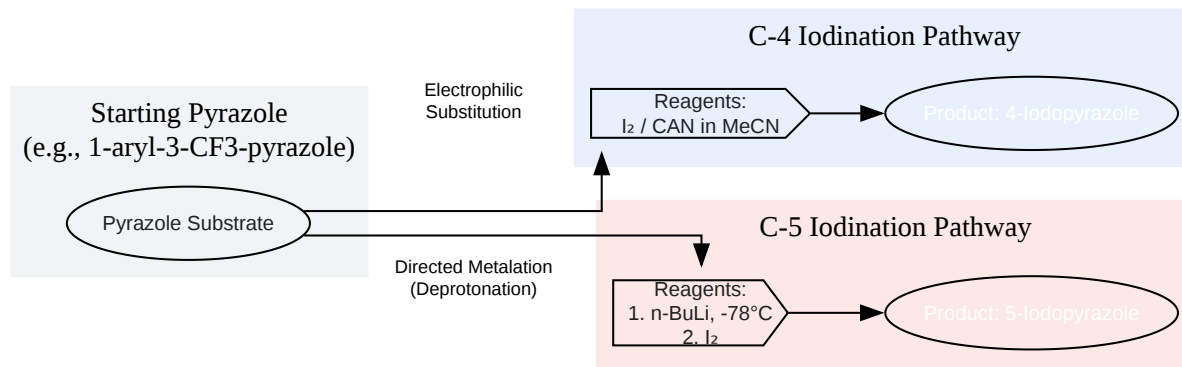 Starting Pyrazole
(e.g., 1-aryl-3-CF3-pyrazole)
Pyrazole Substrate
Electrophilic
Substitution
Directed Metalation
(Deprotonation)
C-4 Iodination Pathway
Reagents:
I₂ / CAN in MeCN
Product: 4-Iodopyrazole
C-5 Iodination Pathway
Reagents:
1. n-BuLi, -78°C
2. I₂
Product: 5-Iodopyrazole